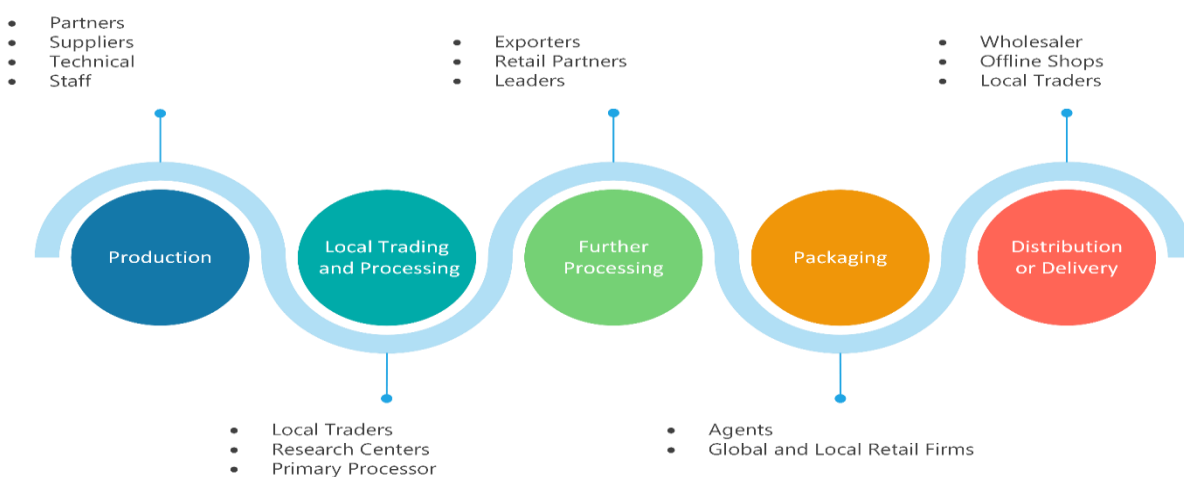 • Partners
• Suppliers
• Technical
• Staff
• Exporters
• Retail Partners
• Leaders
• Wholesaler
• Offline Shops
• Local Traders
Production
Local Trading
and Processing
Further
Processing
Packaging
Distribution
or Delivery
• Local Traders
• Research Centers
• Primary Processor
• Agents
• Global and Local Retail Firms